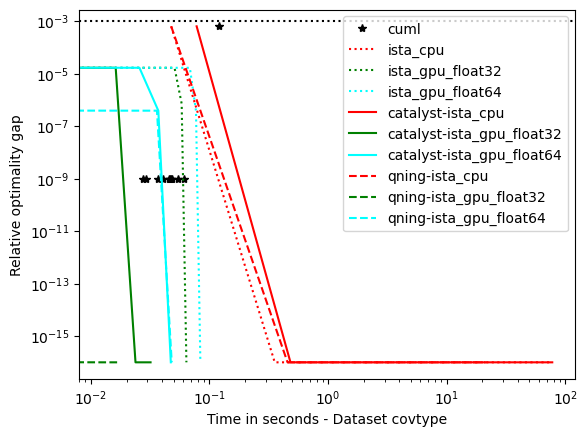 10⁻³
10⁻⁵
10⁻⁷
10⁻⁹
10⁻¹¹
10⁻¹³
10⁻¹⁵
Relative optimality gap
cuml
ista_cpu
ista_gpu_float32
ista_gpu_float64
catalyst-ista_cpu
catalyst-ista_gpu_float32
catalyst-ista_gpu_float64
qning-ista_cpu
qning-ista_gpu_float32
qning-ista_gpu_float64
10⁻² 10⁻¹ 10⁰ 10¹ 10²
Time in seconds - Dataset covtype